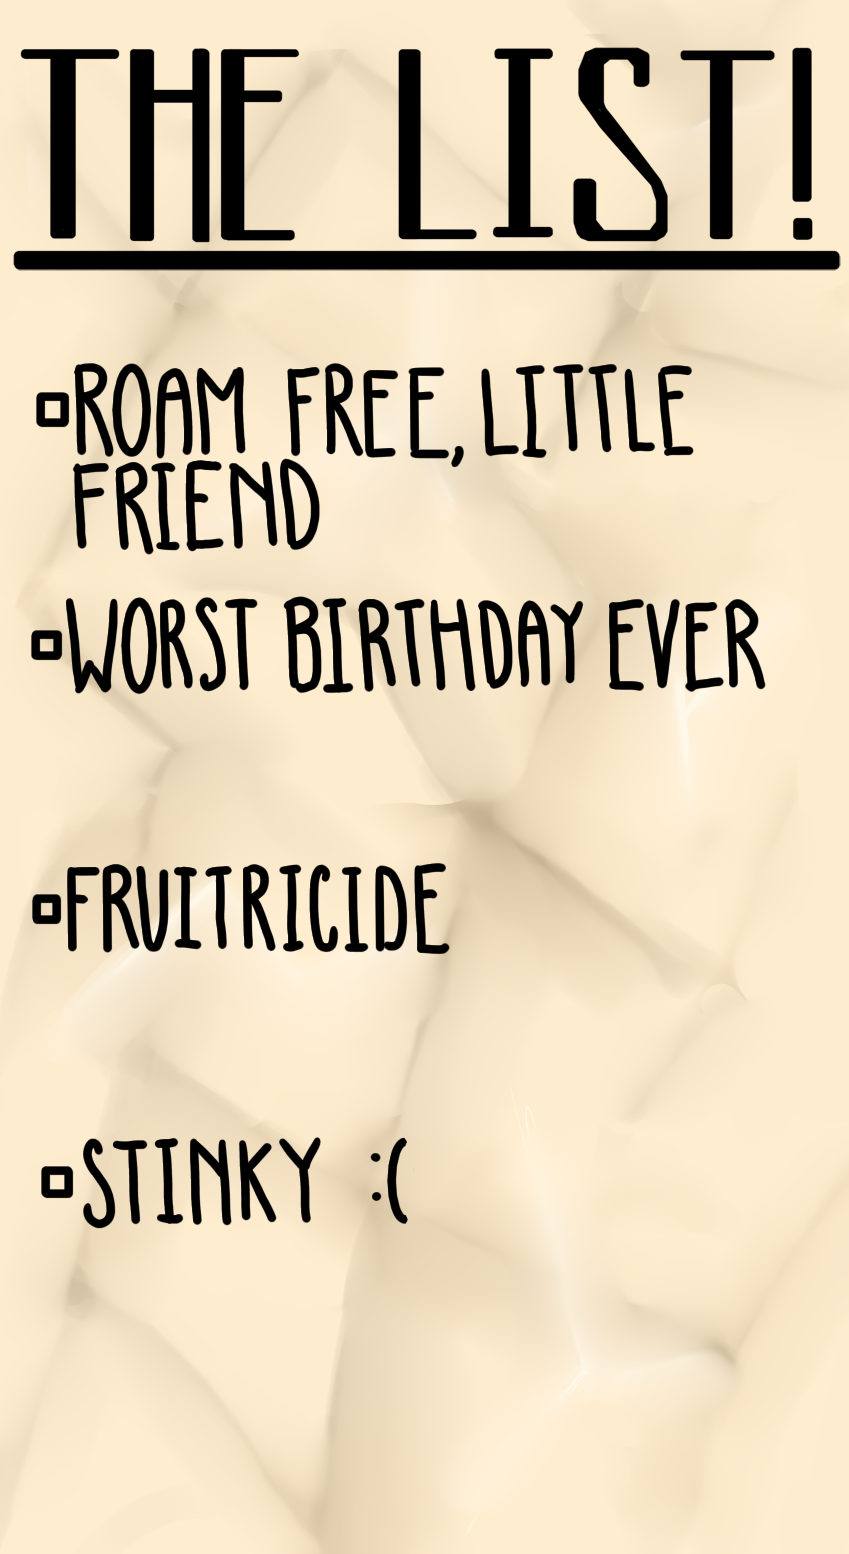 THE LIST!
ROAM FREE, LITTLE
FRIEND
WORST BIRTHDAY EVER
FRUITRICIDE
STINKY :(